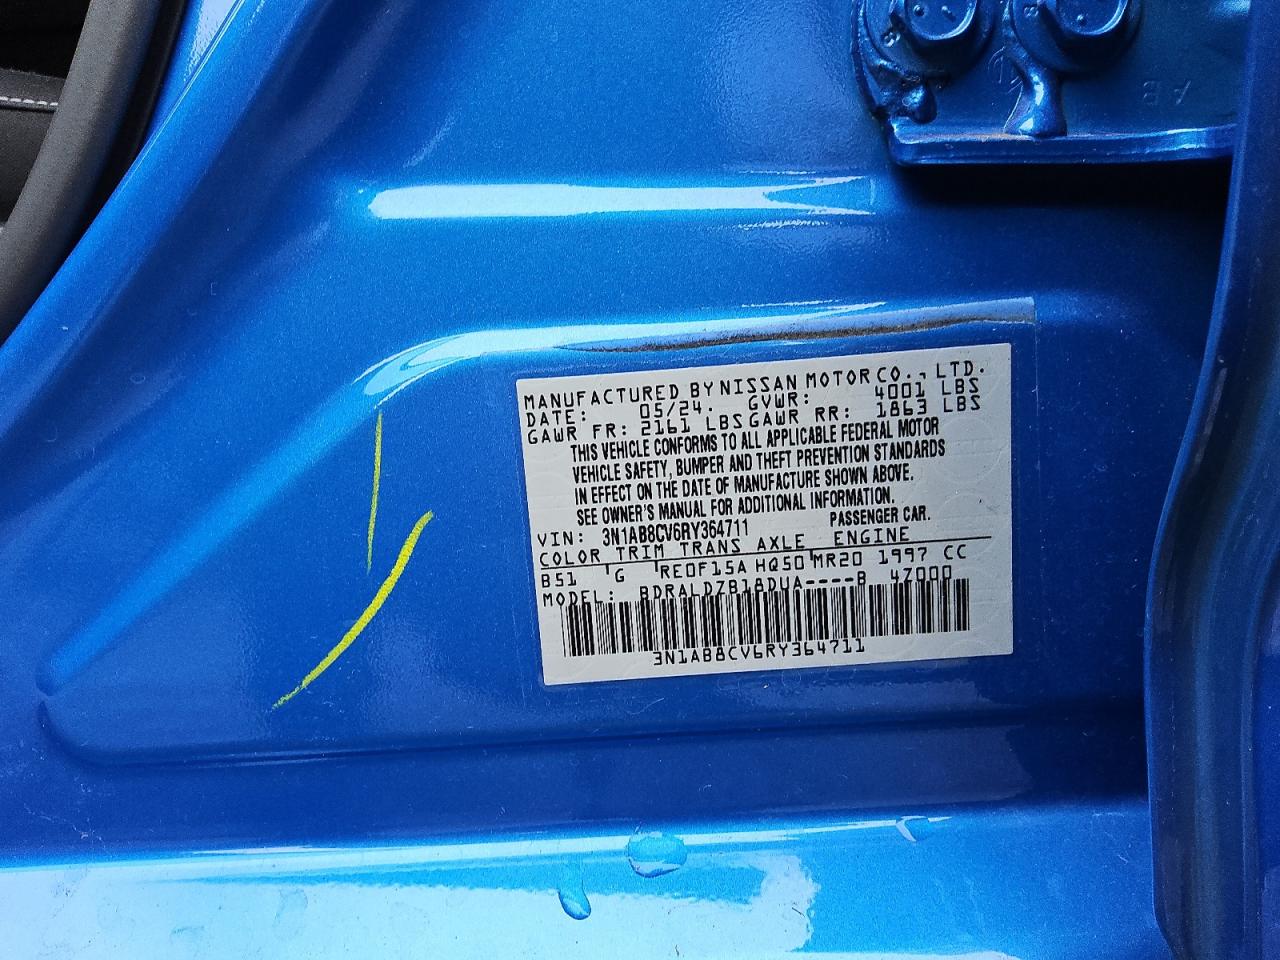 MANUFACTURED BY NISSAN MOTOR CO., LTD.
DATE: 05/24. GVWR: 4001 LBS
GAWR FR: 2161 LBS GAWR RR: 1863 LBS
THIS VEHICLE CONFORMS TO ALL APPLICABLE FEDERAL MOTOR
VEHICLE SAFETY, BUMPER AND THEFT PREVENTION STANDARDS
IN EFFECT ON THE DATE OF MANUFACTURE SHOWN ABOVE.
SEE OWNER'S MANUAL FOR ADDITIONAL INFORMATION.
VIN: 3N1AB8CV6RY364711 PASSENGER CAR.
COLOR TRIM TRANS AXLE ENGINE
B51 G RE0F15A HQ50 MR20 1997 CC
MODEL: BDRALDZB18DUA----B 47000
3N1AB8CV6RY364711